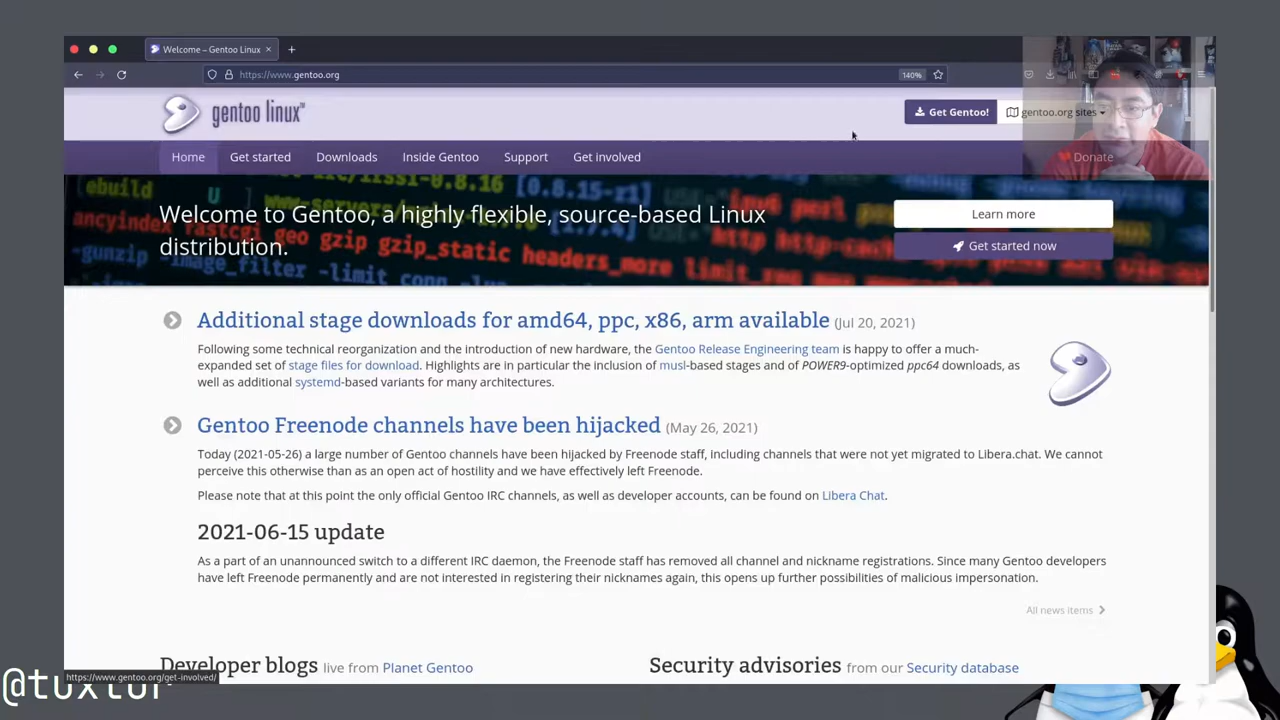 Welcome – Gentoo Linux
https://www.gentoo.org
140%
gentoo linux™
Get Gentoo!
gentoo.org sites
Home
Get started
Downloads
Inside Gentoo
Support
Get involved
Donate
Welcome to Gentoo, a highly flexible, source-based Linux
distribution.
Learn more
Get started now
[ebuild
U
[0.8.15-r1]
geo gzip gzip_static headers_more
-gunzip -image_filter -limit_conn
Additional stage downloads for amd64, ppc, x86, arm available (Jul 20, 2021)
Following some technical reorganization and the introduction of new hardware, the Gentoo Release Engineering team is happy to offer a much-
expanded set of stage files for download. Highlights are in particular the inclusion of musl-based stages and of POWER9-optimized ppc64 downloads, as
well as additional systemd-based variants for many architectures.
Gentoo Freenode channels have been hijacked (May 26, 2021)
Today (2021-05-26) a large number of Gentoo channels have been hijacked by Freenode staff, including channels that were not yet migrated to Libera.chat. We cannot
perceive this otherwise than as an open act of hostility and we have effectively left Freenode.
Please note that at this point the only official Gentoo IRC channels, as well as developer accounts, can be found on Libera Chat.
2021-06-15 update
As a part of an unannounced switch to a different IRC daemon, the Freenode staff has removed all channel and nickname registrations. Since many Gentoo developers
have left Freenode permanently and are not interested in registering their nicknames again, this opens up further possibilities of malicious impersonation.
All news items
Developer blogs live from Planet Gentoo
Security advisories from our Security database
https://www.gentoo.org/get-involved/